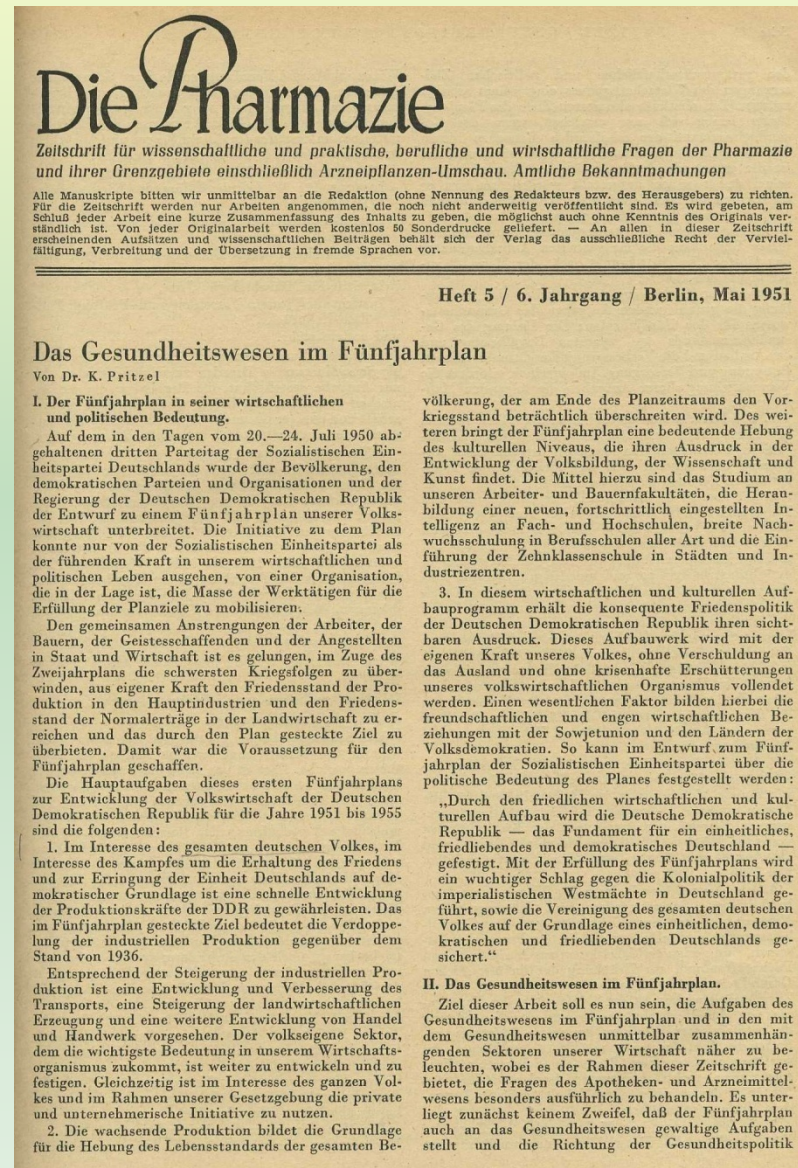 Die Pharmazie
Zeitschrift für wissenschaftliche und praktische, berufliche und wirtschaftliche Fragen der Pharmazie
und ihrer Grenzgebiete einschließlich Arzneipflanzen-Umschau. Amtliche Bekanntmachungen
Alle Manuskripte bitten wir unmittelbar an die Redaktion (ohne Nennung des Redakteurs bzw. des Herausgebers) zu richten.
Für die Zeitschrift werden nur Arbeiten angenommen, die noch nicht anderweitig veröffentlicht sind. Es wird gebeten, am
Schluß jeder Arbeit eine kurze Zusammenfassung des Inhalts zu geben, die möglichst auch ohne Kenntnis des Originals ver-
ständlich ist. Von jeder Originalarbeit werden kostenlos 50 Sonderdrucke geliefert. — An allen in dieser Zeitschrift
erscheinenden Aufsätzen und wissenschaftlichen Beiträgen behält sich der Verlag das ausschließliche Recht der Verviel-
fältigung, Verbreitung und der Übersetzung in fremde Sprachen vor.
Heft 5 / 6. Jahrgang / Berlin, Mai 1951
Das Gesundheitswesen im Fünfjahrplan
Von Dr. K. Pritzel
I. Der Fünfjahrplan in seiner wirtschaftlichen
und politischen Bedeutung.
Auf dem in den Tagen vom 20.—24. Juli 1950 ab-
gehaltenen dritten Parteitag der Sozialistischen Ein-
heitspartei Deutschlands wurde der Bevölkerung, den
demokratischen Parteien und Organisationen und der
Regierung der Deutschen Demokratischen Republik
der Entwurf zu einem Fünfjahrplan unserer Volks-
wirtschaft unterbreitet. Die Initiative zu dem Plan
konnte nur von der Sozialistischen Einheitspartei als
der führenden Kraft in unserem wirtschaftlichen und
politischen Leben ausgehen, von einer Organisation,
die in der Lage ist, die Masse der Werktätigen für die
Erfüllung der Planziele zu mobilisieren.
Den gemeinsamen Anstrengungen der Arbeiter, der
Bauern, der Geistesschaffenden und der Angestellten
in Staat und Wirtschaft ist es gelungen, im Zuge des
Zweijahrplans die schwersten Kriegsfolgen zu über-
winden, aus eigener Kraft den Friedensstand der Pro-
duktion in den Hauptindustrien und den Friedens-
stand der Normalerträge in der Landwirtschaft zu er-
reichen und das durch den Plan gesteckte Ziel zu
überbieten. Damit war die Voraussetzung für den
Fünfjahrplan geschaffen.
Die Hauptaufgaben dieses ersten Fünfjahrplans
zur Entwicklung der Volkswirtschaft der Deutschen
Demokratischen Republik für die Jahre 1951 bis 1955
sind die folgenden:
1. Im Interesse des gesamten deutschen Volkes, im
Interesse des Kampfes um die Erhaltung des Friedens
und zur Erringung der Einheit Deutschlands auf de-
mokratischer Grundlage ist eine schnelle Entwicklung
der Produktionskräfte der DDR zu gewährleisten. Das
im Fünfjahrplan gesteckte Ziel bedeutet die Verdoppe-
lung der industriellen Produktion gegenüber dem
Stand von 1936.
Entsprechend der Steigerung der industriellen Pro-
duktion ist eine Entwicklung und Verbesserung des
Transports, eine Steigerung der landwirtschaftlichen
Erzeugung und eine weitere Entwicklung von Handel
und Handwerk vorgesehen. Der volkseigene Sektor,
dem die wichtigste Bedeutung in unserem Wirtschafts-
organismus zukommt, ist weiter zu entwickeln und zu
festigen. Gleichzeitig ist im Interesse des ganzen Vol-
kes und im Rahmen unserer Gesetzgebung die private
und unternehmerische Initiative zu nutzen.
2. Die wachsende Produktion bildet die Grundlage
für die Hebung des Lebensstandards der gesamten Be-
völkerung, der am Ende des Planzeitraums den Vor-
kriegsstand beträchtlich überschreiten wird. Des wei-
teren bringt der Fünfjahrplan eine bedeutende Hebung
des kulturellen Niveaus, die ihren Ausdruck in der
Entwicklung der Volksbildung, der Wissenschaft und
Kunst findet. Die Mittel hierzu sind das Studium an
unseren Arbeiter- und Bauernfakultäten, die Heran-
bildung einer neuen, fortschrittlich eingestellten In-
telligenz an Fach- und Hochschulen, breite Nach-
wuchsschulung in Berufsschulen aller Art und die Ein-
führung der Zehnklassenschule in Städten und In-
dustriezentren.
3. In diesem wirtschaftlichen und kulturellen Auf-
bauprogramm erhält die konsequente Friedenspolitik
der Deutschen Demokratischen Republik ihren sicht-
baren Ausdruck. Dieses Aufbauwerk wird mit der
eigenen Kraft unseres Volkes, ohne Verschuldung an
das Ausland und ohne krisenhafte Erschütterungen
unseres volkswirtschaftlichen Organismus vollendet
werden. Einen wesentlichen Faktor bilden hierbei die
freundschaftlichen und engen wirtschaftlichen Be-
ziehungen mit der Sowjetunion und den Ländern der
Volksdemokratien. So kann im Entwurf zum Fünf-
jahrplan der Sozialistischen Einheitspartei über die
politische Bedeutung des Planes festgestellt werden:
„Durch den friedlichen wirtschaftlichen und kul-
turellen Aufbau wird die Deutsche Demokratische
Republik — das Fundament für ein einheitliches,
friedliebendes und demokratisches Deutschland —
gefestigt. Mit der Erfüllung des Fünfjahrplans wird
ein wuchtiger Schlag gegen die Kolonialpolitik der
imperialistischen Westmächte in Deutschland ge-
führt, sowie die Vereinigung des gesamten deutschen
Volkes auf der Grundlage eines einheitlichen, demo-
kratischen und friedliebenden Deutschlands ge-
sichert.“
II. Das Gesundheitswesen im Fünfjahrplan.
Ziel dieser Arbeit soll es nun sein, die Aufgaben des
Gesundheitswesens im Fünfjahrplan und in den mit
dem Gesundheitswesen unmittelbar zusammenhän-
genden Sektoren unserer Wirtschaft näher zu be-
leuchten, wobei es der Rahmen dieser Zeitschrift ge-
bietet, die Fragen des Apotheken- und Arzneimittel-
wesens besonders ausführlich zu behandeln. Es unter-
liegt zunächst keinem Zweifel, daß der Fünfjahrplan
auch an das Gesundheitswesen gewaltige Aufgaben
stellt und die Richtung der Gesundheitspolitik